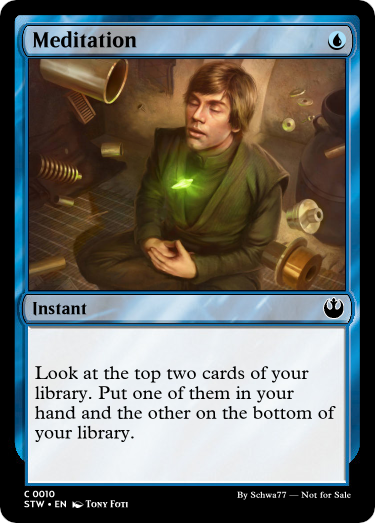 Meditation
Instant
Look at the top two cards of your
library. Put one of them in your
hand and the other on the bottom of
your library.
C 0010
STW • EN Tony Foti
By Schwa77 — Not for Sale